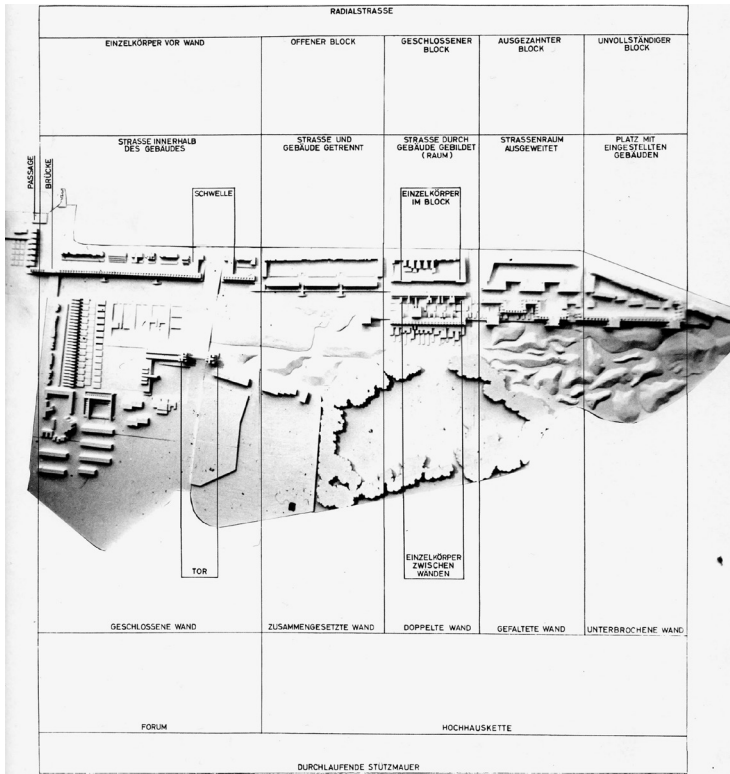 RADIALSTRASSE
EINZELKÖRPER VOR WAND
OFFENER BLOCK
GESCHLOSSENER
BLOCK
AUSGEZAHNTER
BLOCK
UNVOLLSTÄNDIGER
BLOCK
STRASSE INNERHALB
DES GEBÄUDES
STRASSE UND
GEBÄUDE GETRENNT
STRASSE DURCH
GEBÄUDE GEBILDET
(RAUM)
STRASSENRAUM
AUSGEWEITET
PLATZ MIT
EINGESTELLTEN
GEBÄUDEN
PASSAGE
BRÜCKE
SCHWELLE
EINZELKÖRPER
IM BLOCK
TOR
EINZELKÖRPER
ZWISCHEN
WÄNDEN
GESCHLOSSENE WAND
ZUSAMMENGESETZTE WAND
DOPPELTE WAND
GEFALTETE WAND
UNTERBROCHENE WAND
FORUM
HOCHHAUSKETTE
DURCHLAUFENDE STÜTZMAUER